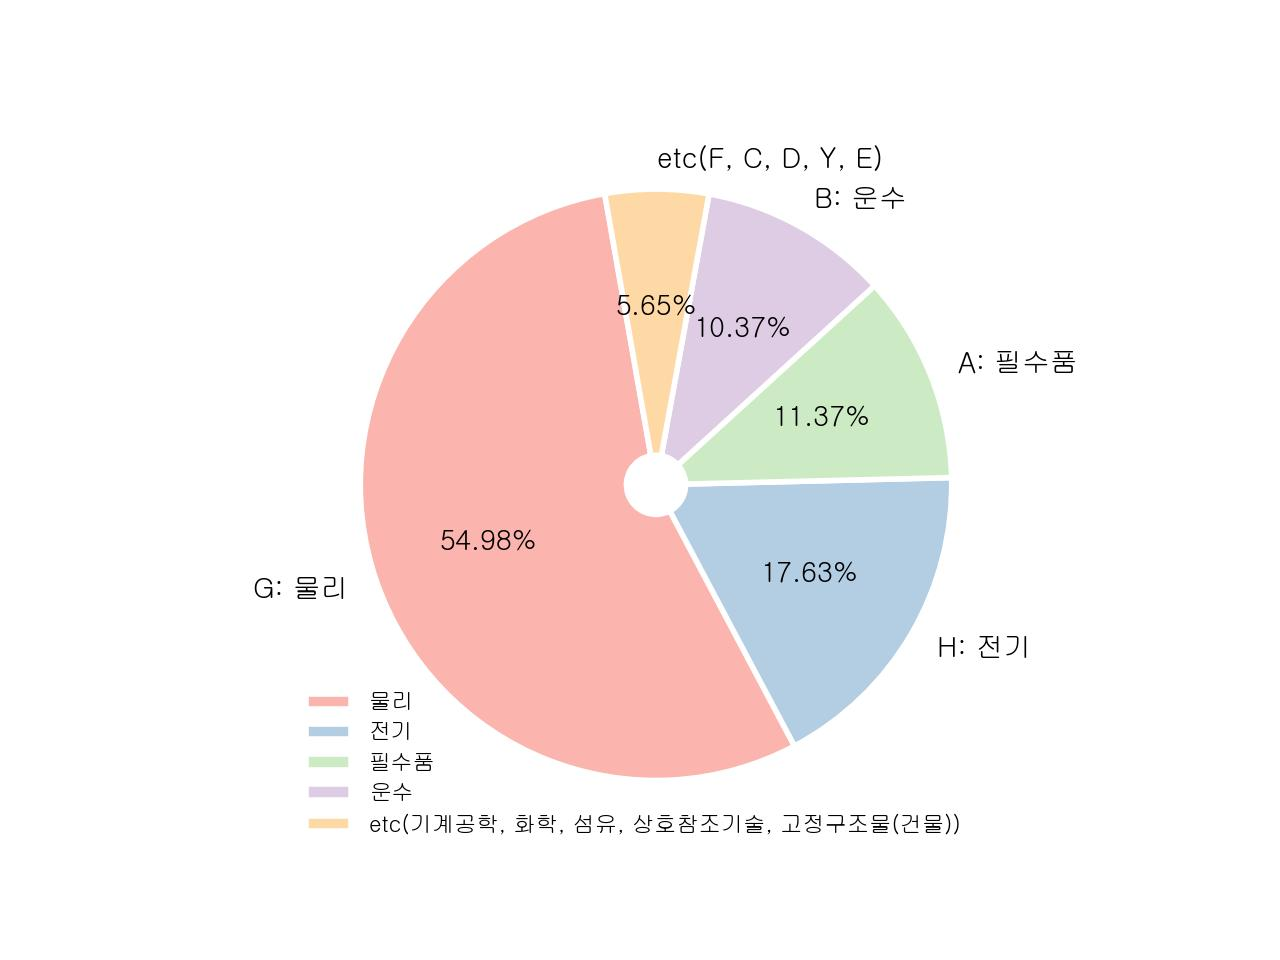 etc(F, C, D, Y, E)
B: 운수
5.65%
10.37%
A: 필수품
11.37%
54.98%
17.63%
G: 물리
H: 전기
물리
전기
필수품
운수
etc(기계공학, 화학, 섬유, 상호참조기술, 고정구조물(건물))